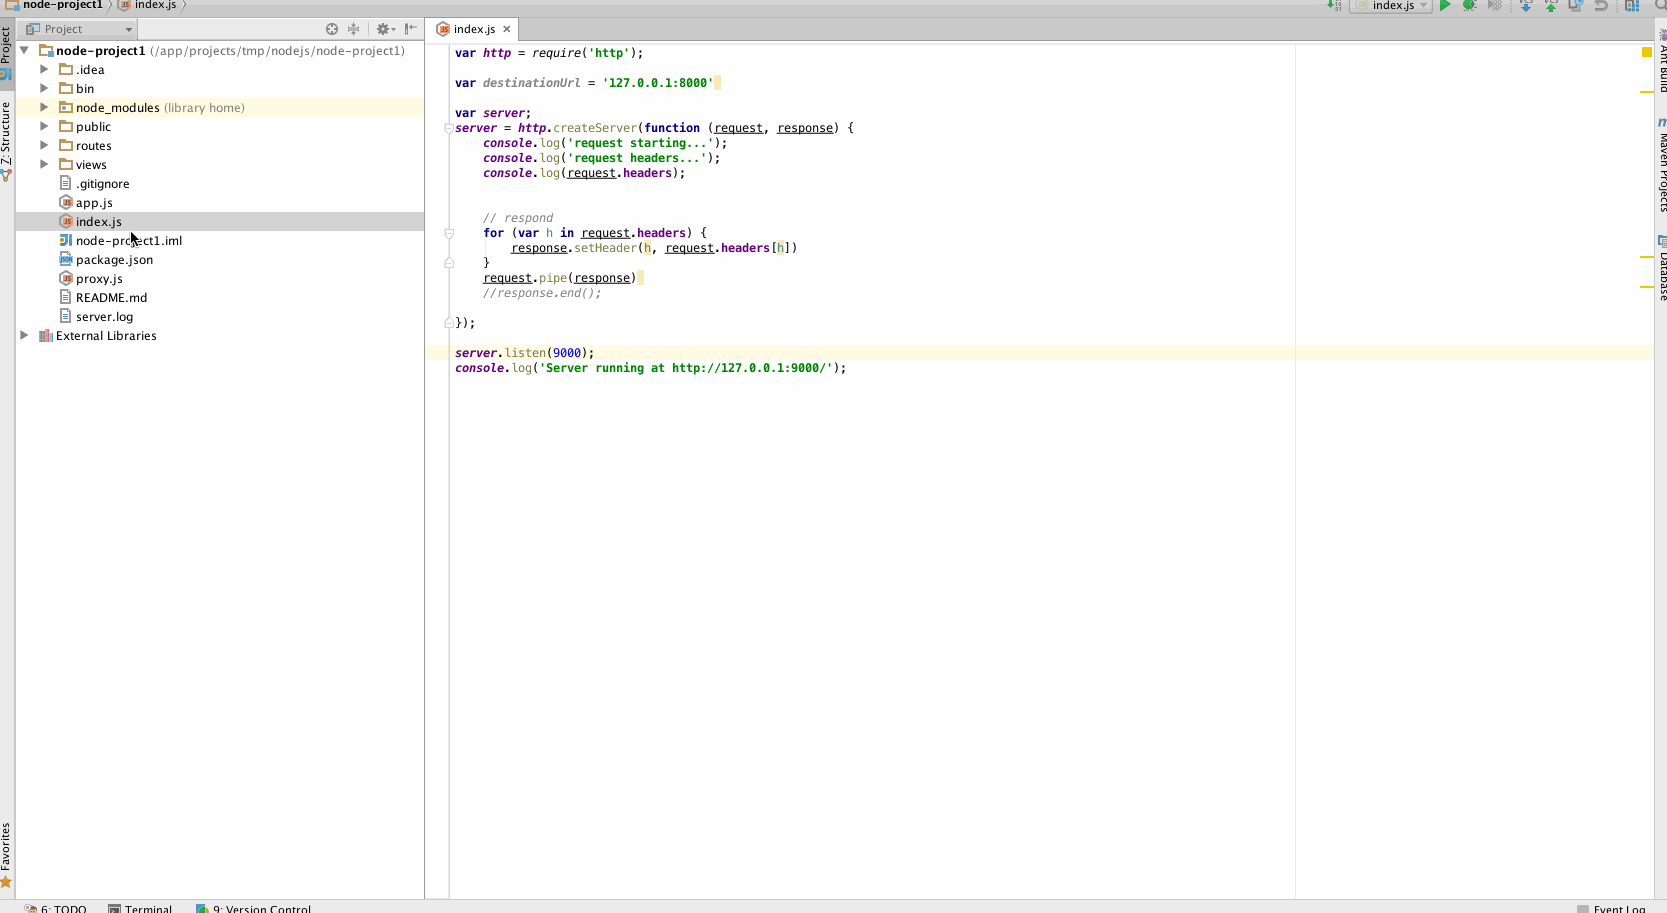 node-project1 index.js
index.js
Project
index.js
Project
Z: Structure
Favorites
node-project1 (/app/projects/tmp/nodejs/node-project1)
.idea
bin
node_modules (library home)
public
routes
views
.gitignore
app.js
index.js
node-project1.iml
package.json
proxy.js
README.md
server.log
External Libraries
var http = require('http');
var destinationUrl = '127.0.0.1:8000'
var server;
server = http.createServer(function (request, response) {
console.log('request starting...');
console.log('request headers...');
console.log(request.headers);
// respond
for (var h in request.headers) {
response.setHeader(h, request.headers[h])
}
request.pipe(response)
//response.end();
});
server.listen(9000);
console.log('Server running at http://127.0.0.1:9000/');
Ant Build
Maven Projects
Database
6: TODO
Terminal
9: Version Control
Event Log